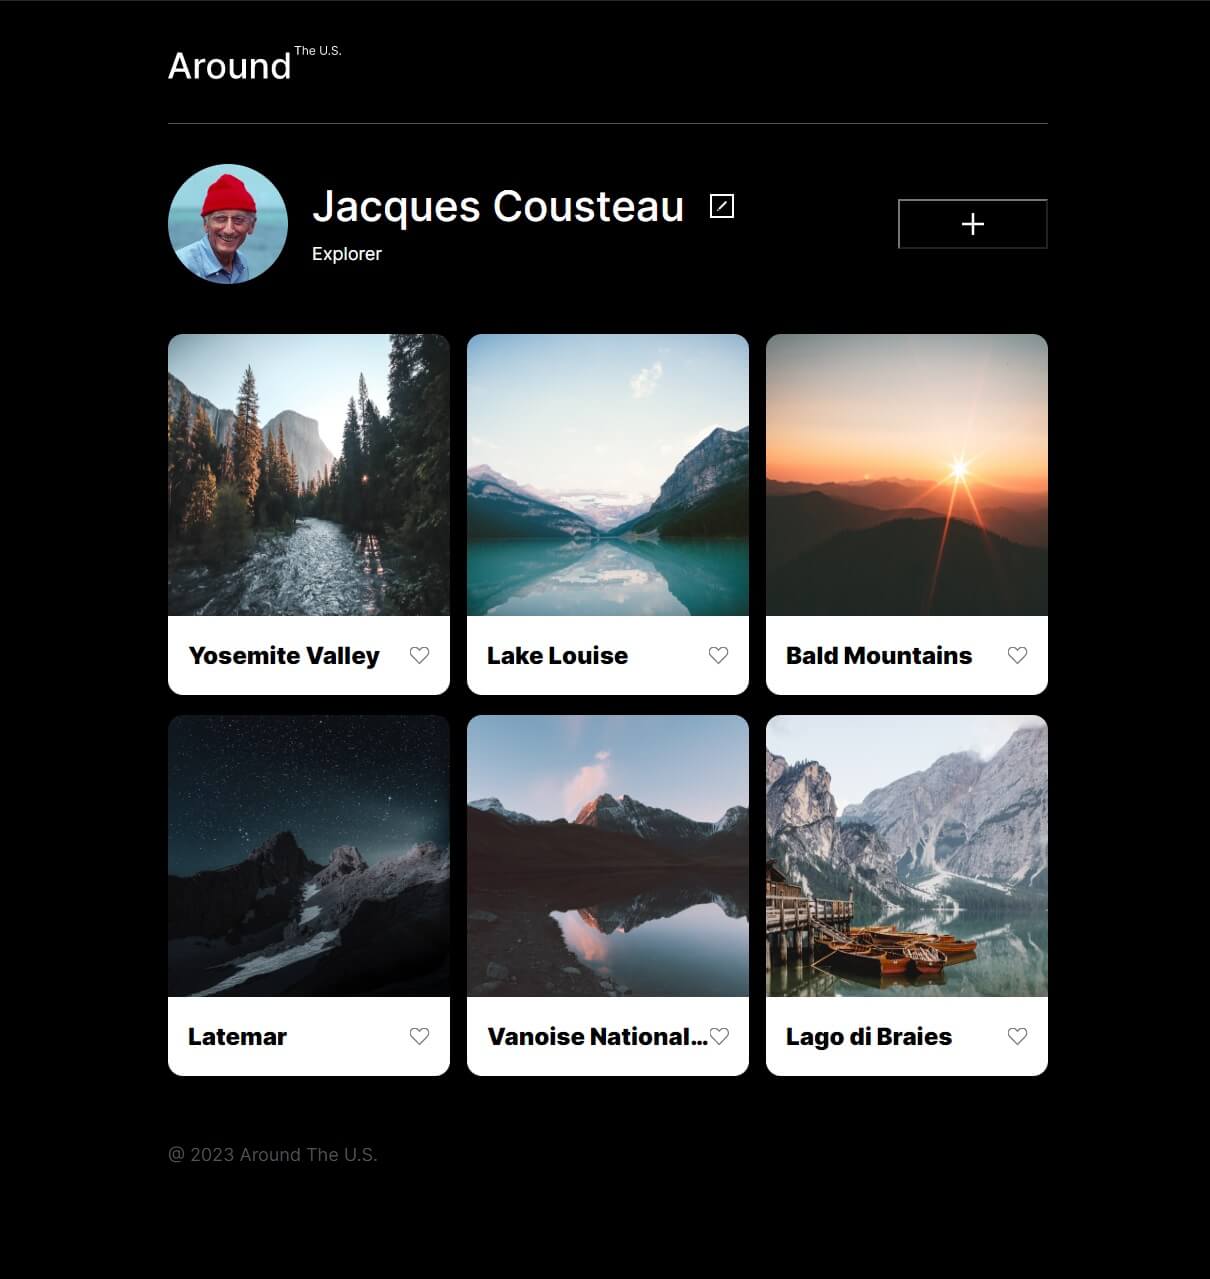 Around The U.S.
Jacques Cousteau
Explorer
Yosemite Valley
Lake Louise
Bald Mountains
Latemar
Vanoise National...
Lago di Braies
@ 2023 Around The U.S.